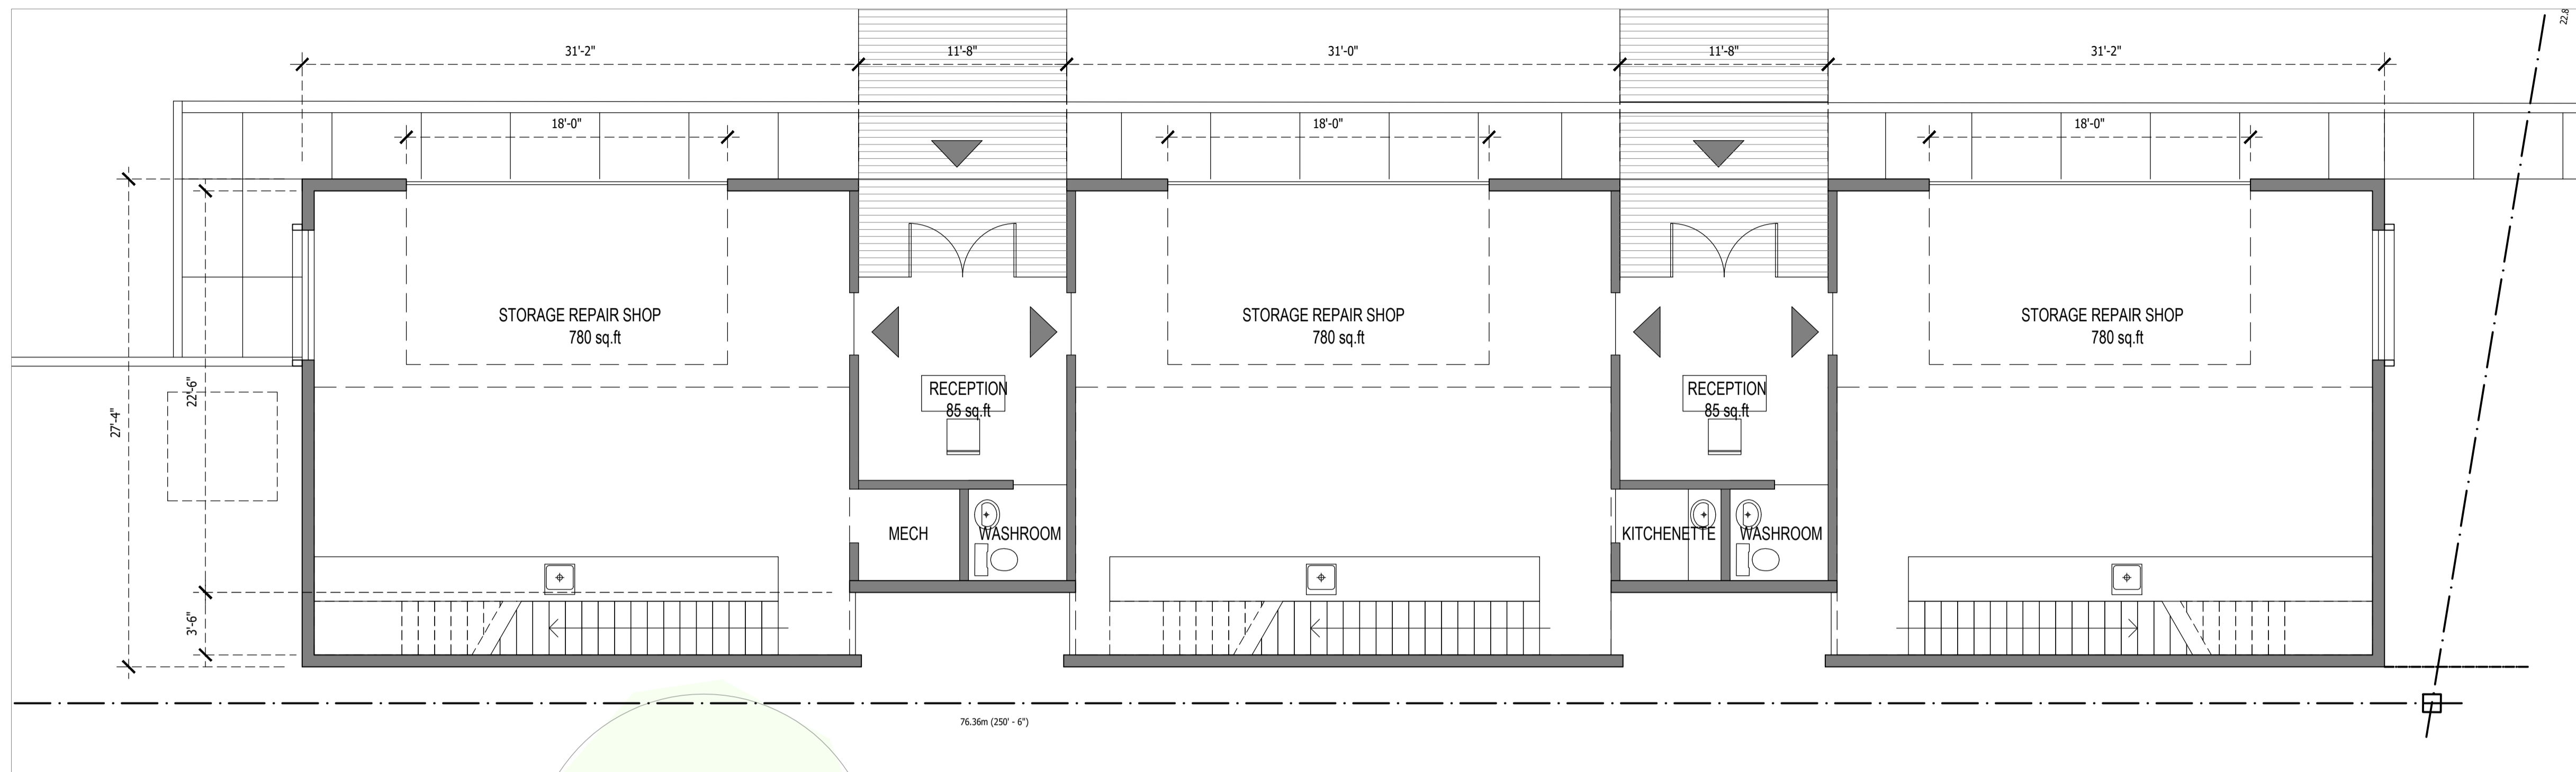 22.8
31'-2"
11'-8"
31'-0"
11'-8"
31'-2"
18'-0"
18'-0"
18'-0"
STORAGE REPAIR SHOP
780 sq.ft
STORAGE REPAIR SHOP
780 sq.ft
STORAGE REPAIR SHOP
780 sq.ft
27'-4"
22'-6"
3'-6"
RECEPTION
85 sq.ft
RECEPTION
85 sq.ft
MECH
WASHROOM
KITCHENETTE
WASHROOM
76.36m (250' - 6")